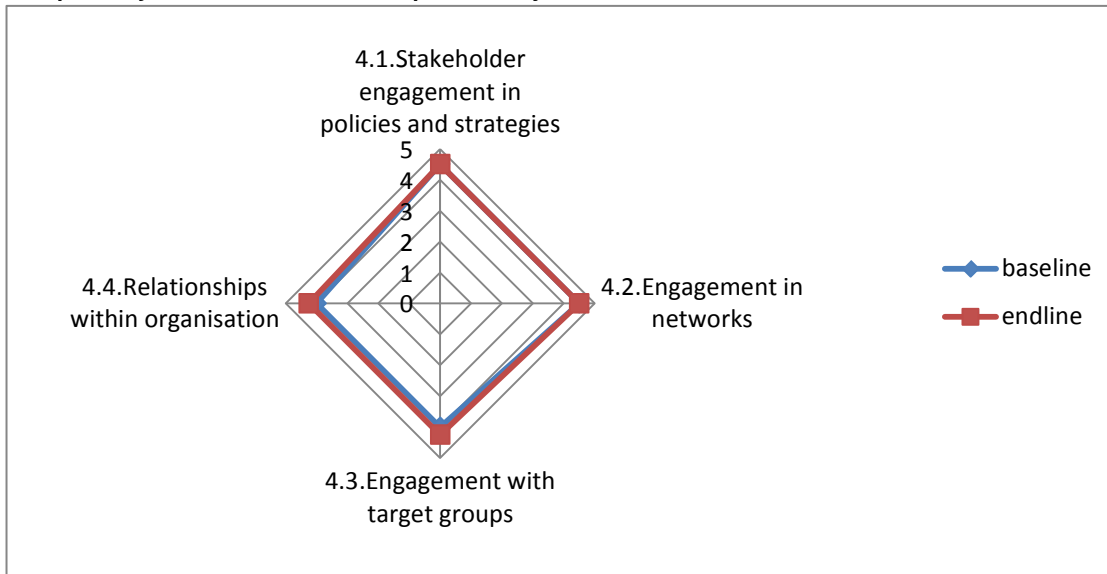 4.1.Stakeholder
engagement in
policies and strategies
5
4
3
2
1
0
4.4.Relationships
within organisation
4.2.Engagement in
networks
baseline
endline
4.3.Engagement with
target groups